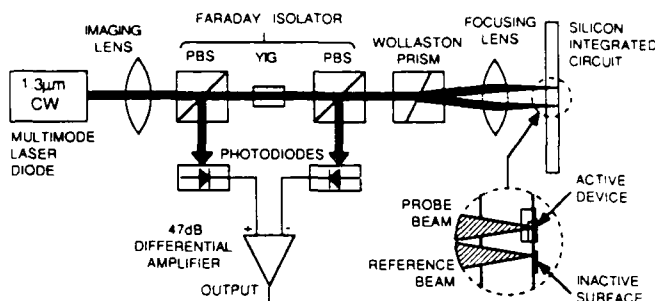 FARADAY ISOLATOR
IMAGING
LENS
PBS
YIG
PBS
WOLLASTON
PRISM
FOCUSING
LENS
SILICON
INTEGRATED
CIRCUIT
1.3µm
CW
MULTIMODE
LASER
DIODE
PHOTODIODES
+
-
47dB
DIFFERENTIAL
AMPLIFIER
OUTPUT
PROBE
BEAM
REFERENCE
BEAM
ACTIVE
DEVICE
INACTIVE
SURFACE